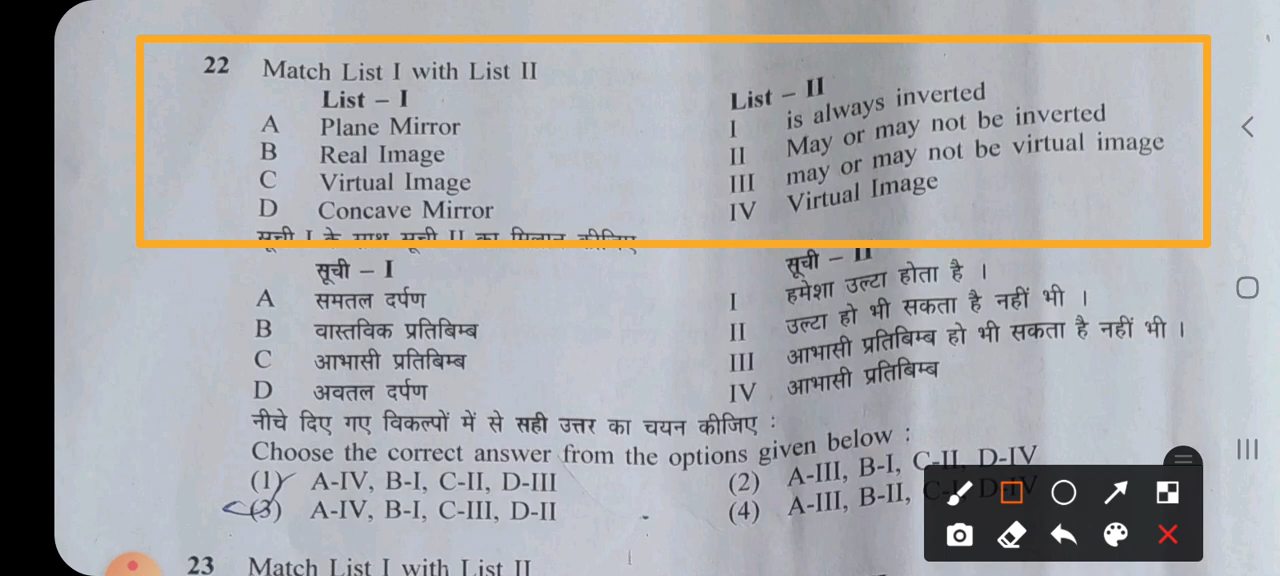 22 Match List I with List II
List – I List – II
A Plane Mirror I is always inverted
B Real Image II May or may not be inverted
C Virtual Image III may or may not be virtual image
D Concave Mirror IV Virtual Image
सूची I के साथ सूची II का मिलान कीजिए
सूची – I सूची – II
A समतल दर्पण I हमेशा उल्टा होता है ।
B वास्तविक प्रतिबिम्ब II उल्टा हो भी सकता है नहीं भी ।
C आभासी प्रतिबिम्ब III आभासी प्रतिबिम्ब हो भी सकता है नहीं भी ।
D अवतल दर्पण IV आभासी प्रतिबिम्ब
नीचे दिए गए विकल्पों में से सही उत्तर का चयन कीजिए :
Choose the correct answer from the options given below :
(1) A-IV, B-I, C-II, D-III (2) A-III, B-I, C-II, D-IV
(3) A-IV, B-I, C-III, D-II (4) A-III, B-II,
23 Match List I with List II